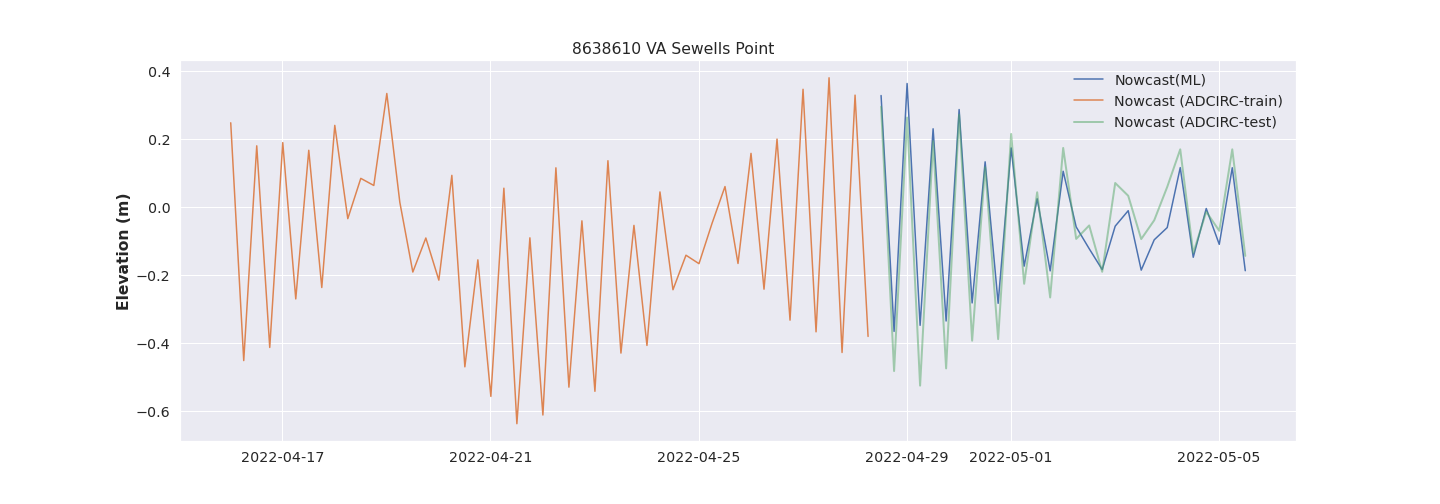 8638610 VA Sewells Point
Elevation (m)
0.4
0.2
0.0
−0.2
−0.4
−0.6
Nowcast(ML)
Nowcast (ADCIRC-train)
Nowcast (ADCIRC-test)
2022-04-17
2022-04-21
2022-04-25
2022-04-29
2022-05-01
2022-05-05